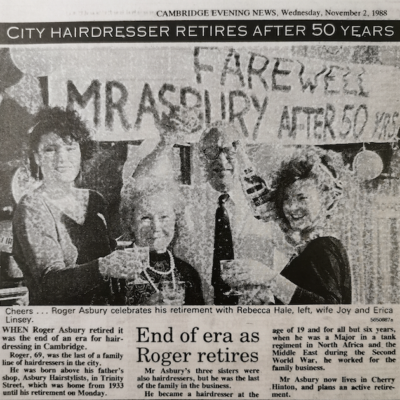 CAMBRIDGE EVENING NEWS, Wednesday, November 2, 1988
CITY HAIRDRESSER RETIRES AFTER 50 YEARS
FAREWELL
MR ASBURY AFTER 50 YRS
Cheers . . . Roger Asbury celebrates his retirement with Rebecca Hale, left, wife Joy and Erica
Linsey.
WHEN Roger Asbury retired it
was the end of an era for hair-
dressing in Cambridge.
Roger, 69, was the last of a family
line of hairdressers in the city.
He was born above his father's
shop, Asbury Hairstylists, in Trinity
Street, which was home from 1933
until his retirement on Monday.
End of era as
Roger retires
Mr Asbury's three sisters were
also hairdressers, but he was the last
of the family in the business.
He became a hairdresser at the
age of 19 and for all but six years,
when he was a Major in a tank
regiment in North Africa and the
Middle East during the Second
World War, he worked for the
family business.
Mr Asbury now lives in Cherry
Hinton, and plans an active retire-
ment.